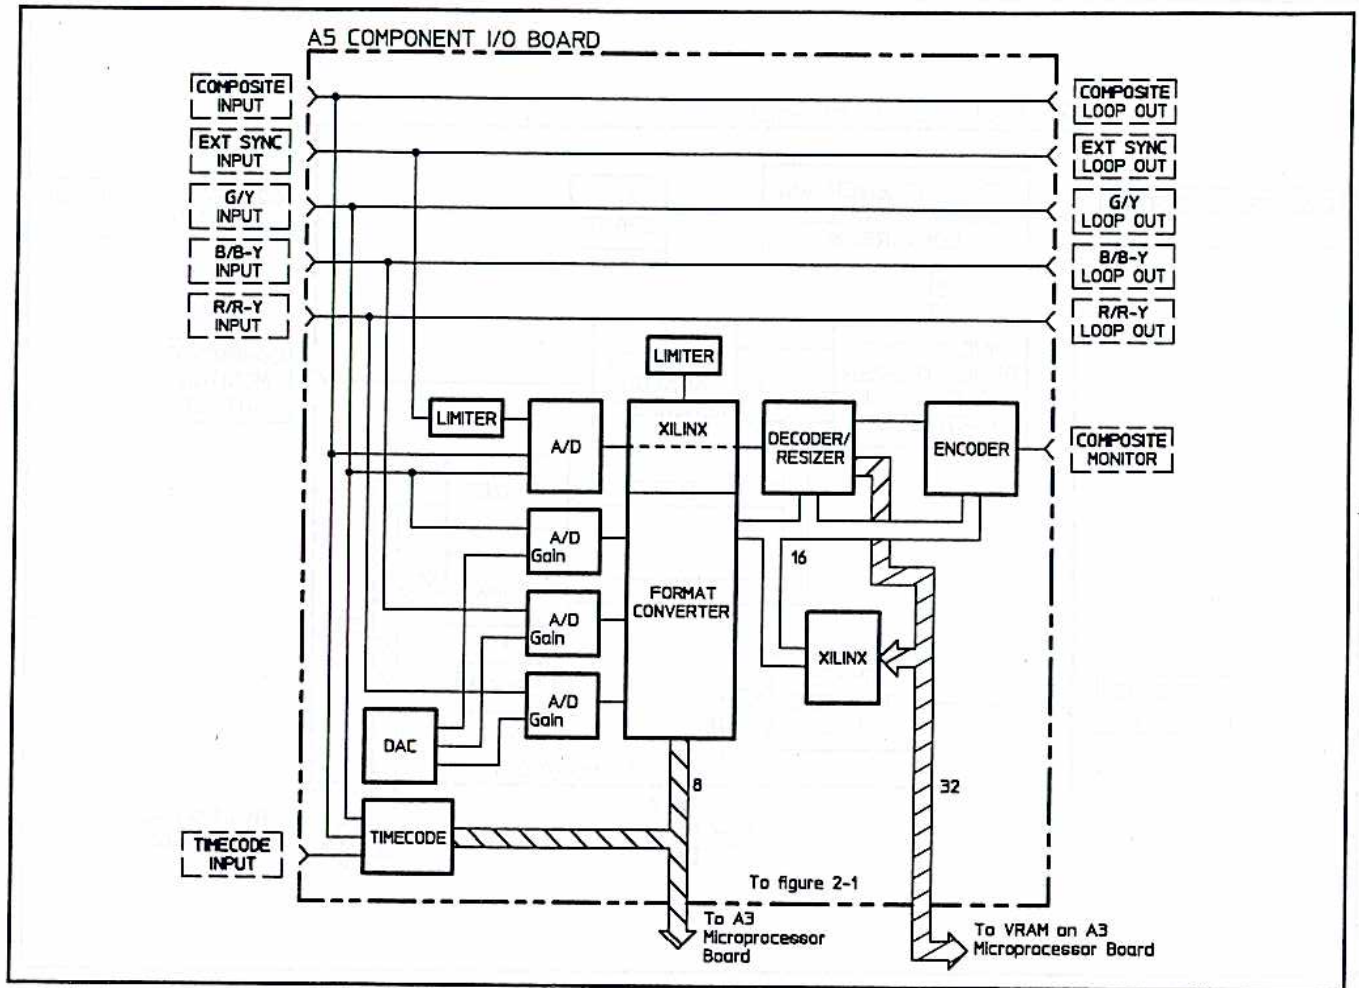 A5 COMPONENT I/O BOARD
COMPOSITE
INPUT
COMPOSITE
LOOP OUT
EXT SYNC
INPUT
EXT SYNC
LOOP OUT
G/Y
INPUT
G/Y
LOOP OUT
B/B-Y
INPUT
B/B-Y
LOOP OUT
R/R-Y
INPUT
R/R-Y
LOOP OUT
LIMITER
LIMITER
A/D
XILINX
DECODER/
RESIZER
ENCODER
COMPOSITE
MONITOR
A/D
Gain
16
FORMAT
CONVERTER
A/D
Gain
XILINX
A/D
Gain
DAC
8
32
TIMECODE
TIMECODE
INPUT
To figure 2-1
To A3
Microprocessor
Board
To VRAM on A3
Microprocessor Board